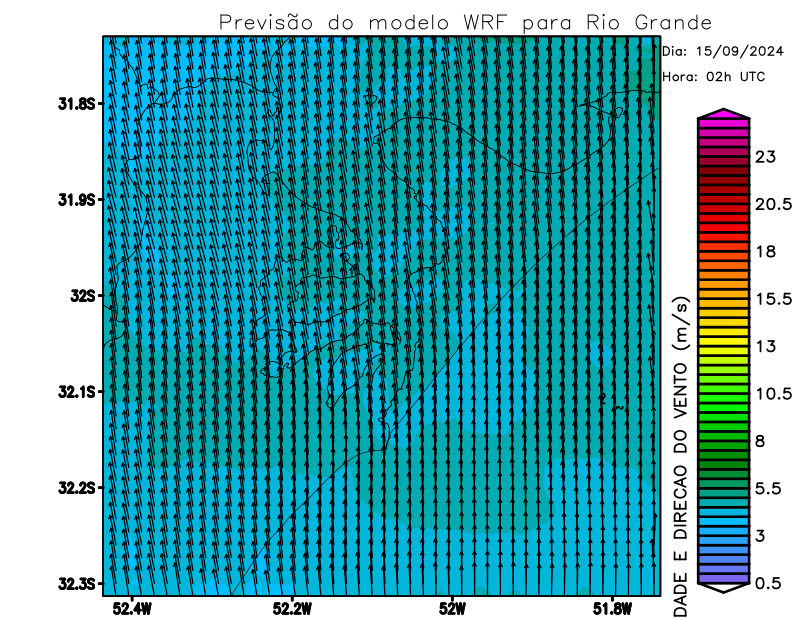 Previsão do modelo WRF para Rio Grande
Dia: 15/09/2024
Hora: 02h UTC
31.8S
31.9S
32S
32.1S
32.2S
32.3S
52.4W
52.2W
52W
51.8W
23
20.5
18
15.5
13
10.5
8
5.5
3
0.5
DADE E DIRECAO DO VENTO (m/s)